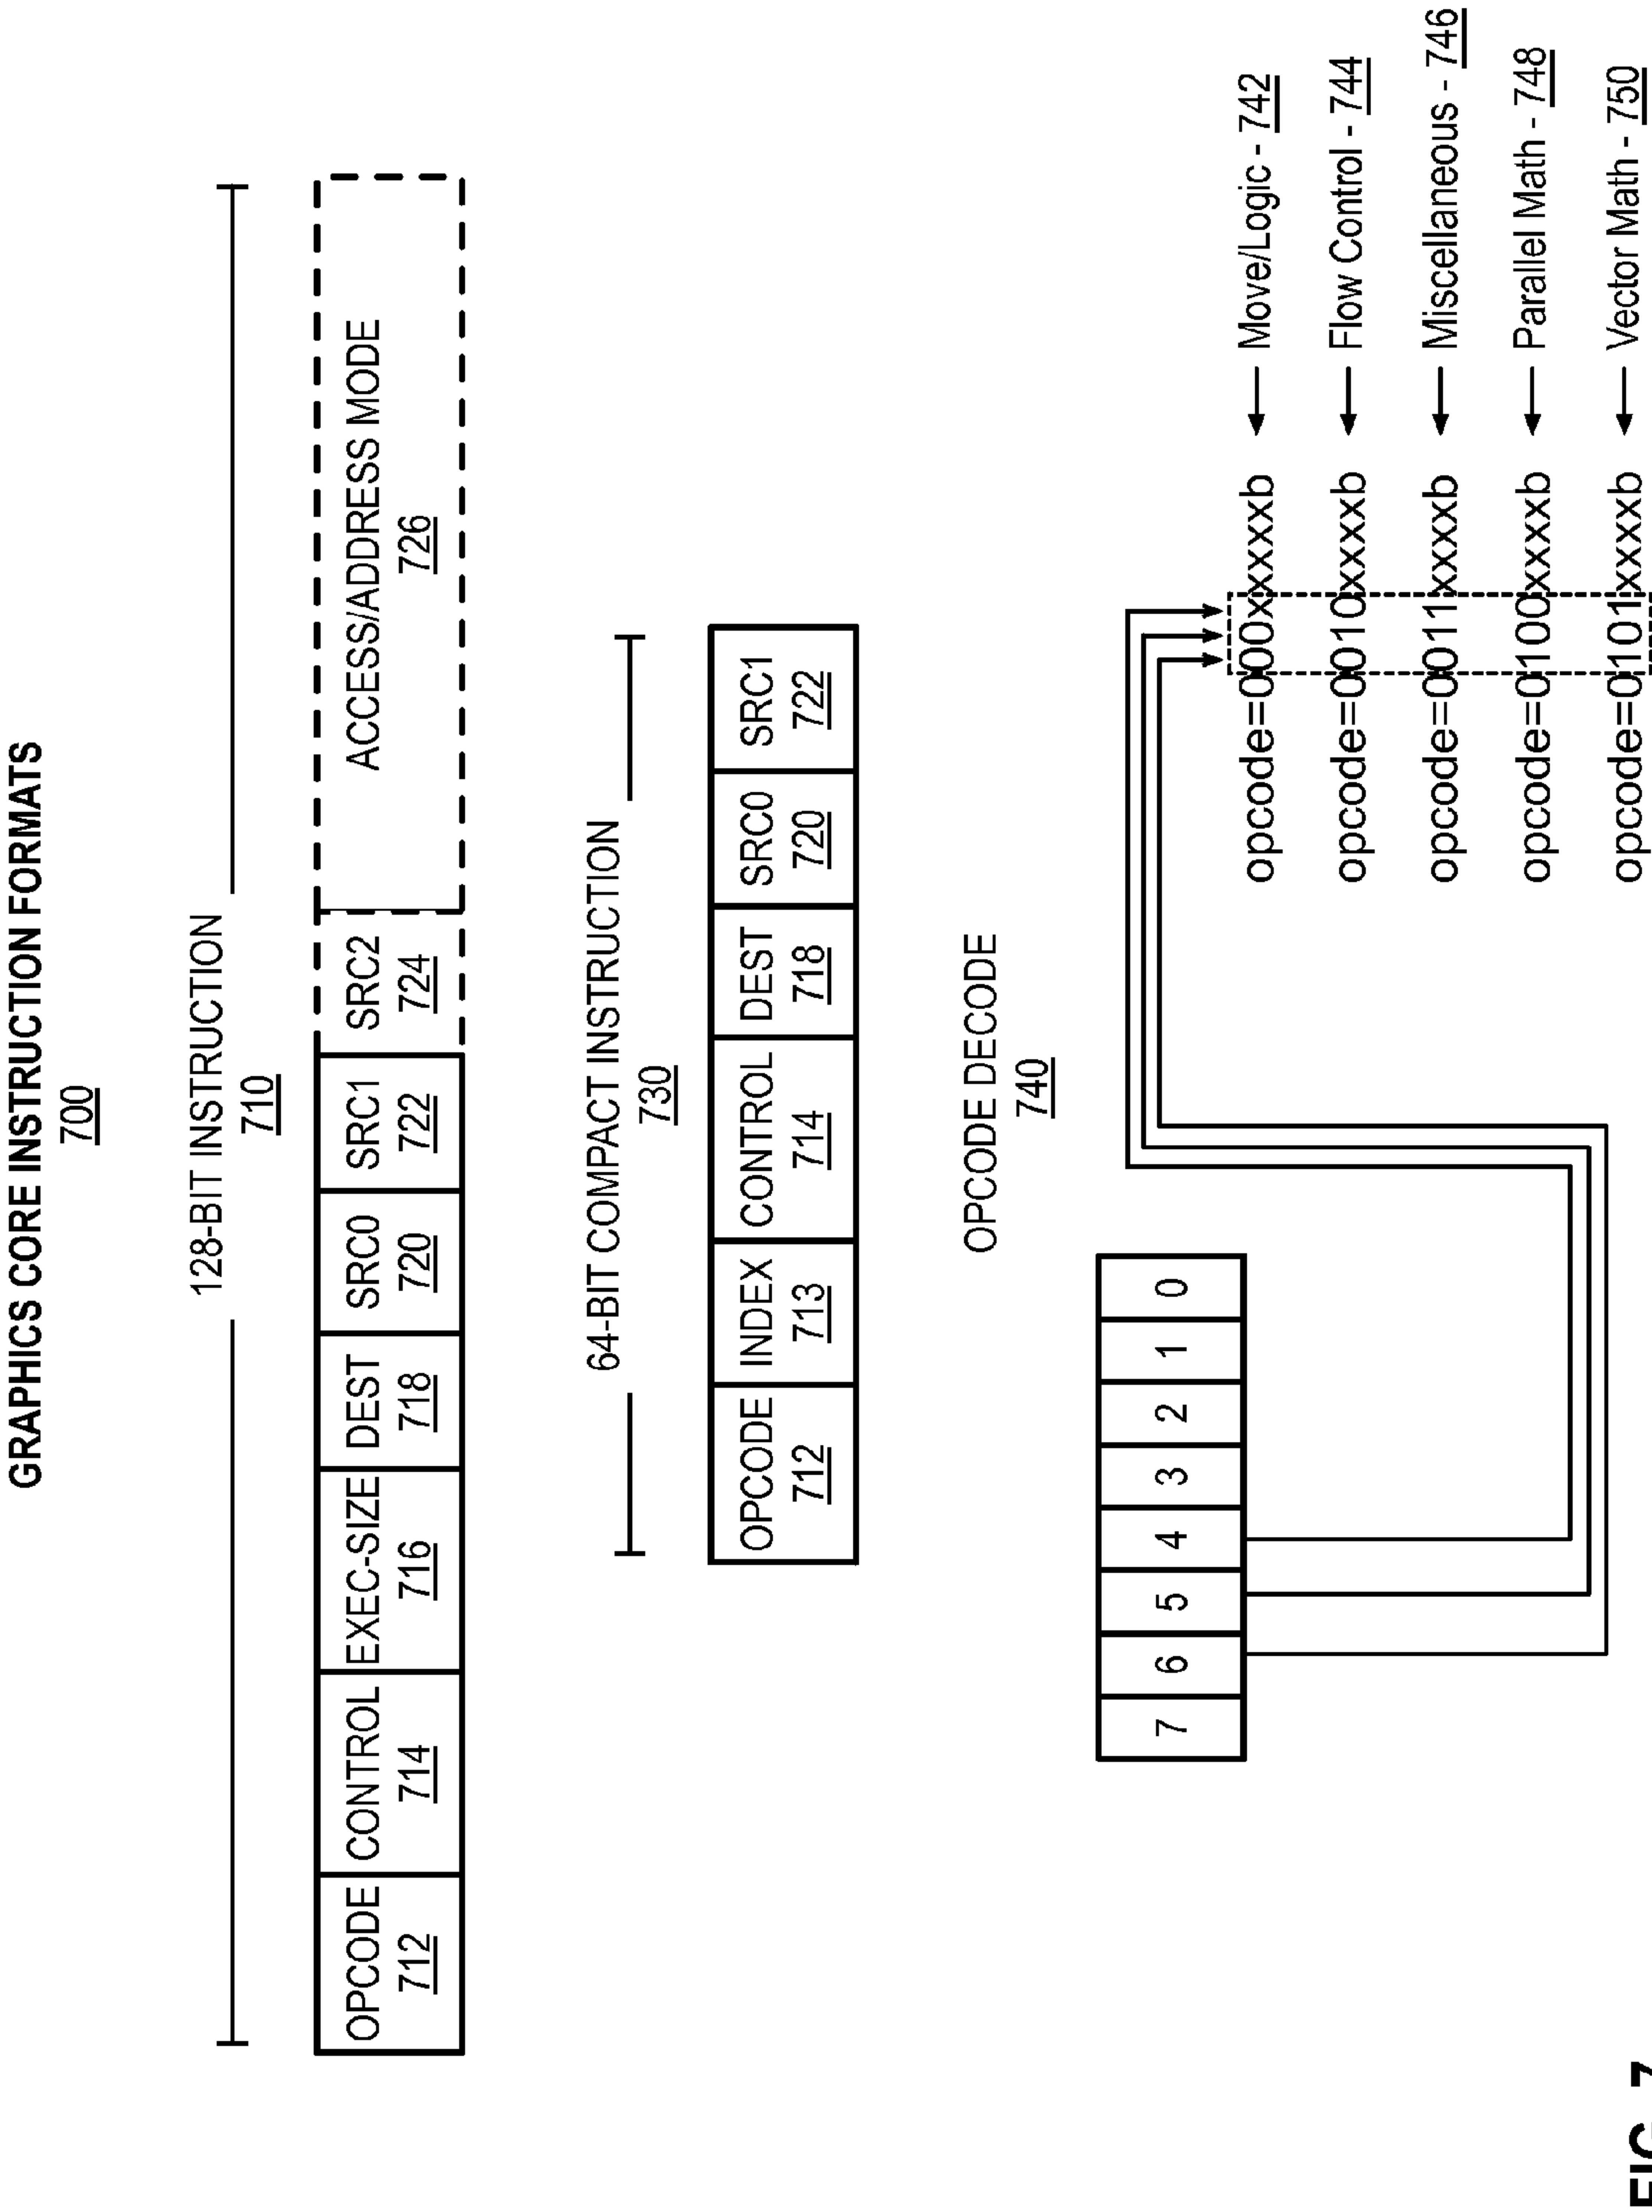 GRAPHICS CORE INSTRUCTION FORMATS
700
128-BIT INSTRUCTION
710
OPCODE CONTROL EXEC-SIZE DEST SRC0 SRC1 SRC2 ACCESS/ADDRESS MODE
712 714 716 718 720 722 724 726
64-BIT COMPACT INSTRUCTION
730
OPCODE INDEX CONTROL DEST SRC0 SRC1
712 713 714 718 720 722
OPCODE DECODE
740
7 6 5 4 3 2 1 0
opcode=000xxxxxb Move/Logic - 742
opcode=0010xxxxb Flow Control - 744
opcode=0011xxxxb Miscellaneous - 746
opcode=0100xxxxb Parallel Math - 748
opcode=0101xxxxb Vector Math - 750
FIG. 7